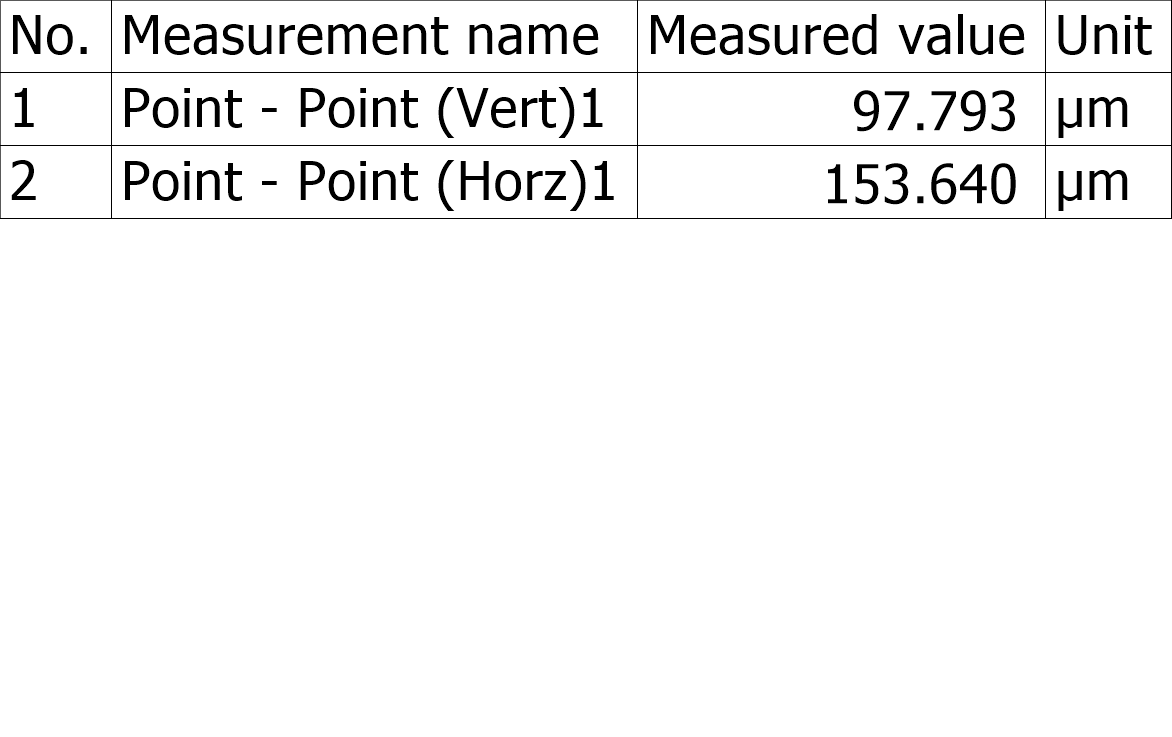 No. Measurement name Measured value Unit
1 Point - Point (Vert)1 97.793 µm
2 Point - Point (Horz)1 153.640 µm